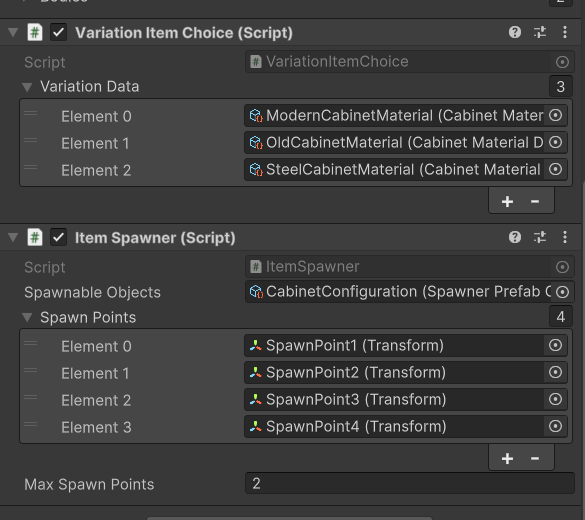 2
Variation Item Choice (Script)
Script VariationItemChoice
Variation Data 3
Element 0 ModernCabinetMaterial (Cabinet Mater
Element 1 OldCabinetMaterial (Cabinet Material D
Element 2 SteelCabinetMaterial (Cabinet Material
+ -
Item Spawner (Script)
Script ItemSpawner
Spawnable Objects CabinetConfiguration (Spawner Prefab C
Spawn Points 4
Element 0 SpawnPoint1 (Transform)
Element 1 SpawnPoint2 (Transform)
Element 2 SpawnPoint3 (Transform)
Element 3 SpawnPoint4 (Transform)
+ -
Max Spawn Points 2